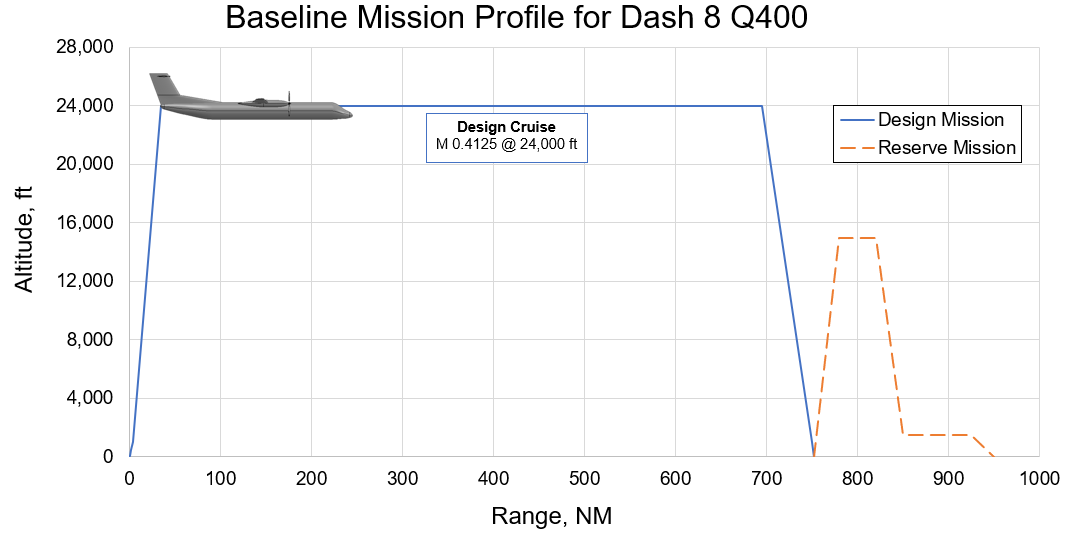 Baseline Mission Profile for Dash 8 Q400
28,000
24,000
20,000
16,000
12,000
8,000
4,000
0
Altitude, ft
Design Cruise
M 0.4125 @ 24,000 ft
Design Mission
Reserve Mission
0 100 200 300 400 500 600 700 800 900 1000
Range, NM